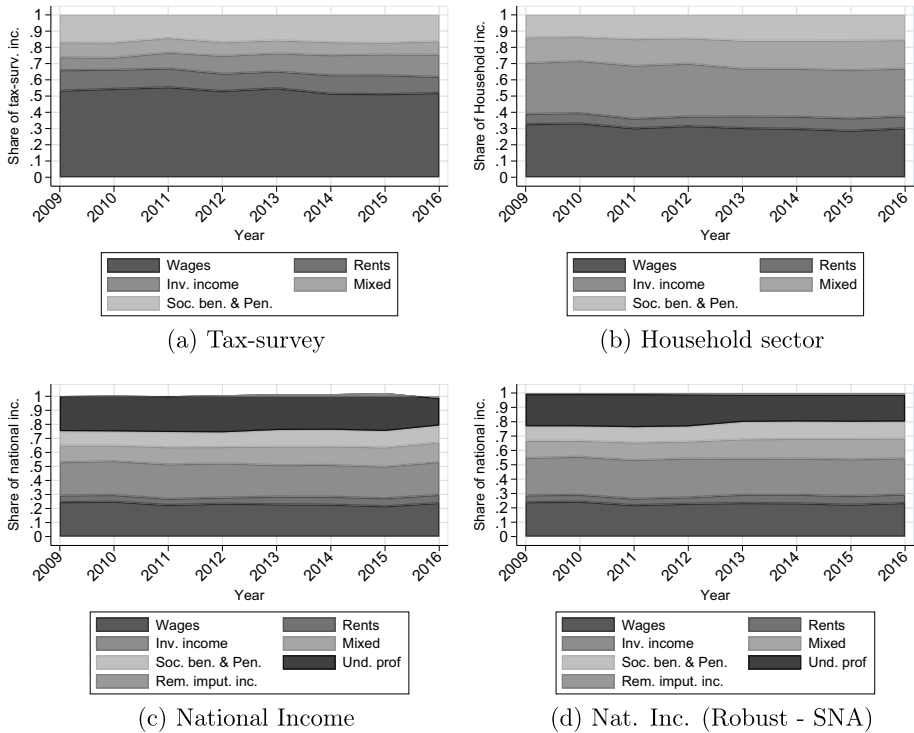 Share of tax-surv. inc.
1
.9
.8
.7
.6
.5
.4
.3
.2
.1
0
2009 2010 2011 2012 2013 2014 2015 2016
Year
Wages Rents
Inv. income Mixed
Soc. ben. & Pen.
(a) Tax-survey
Share of Household inc.
1
.9
.8
.7
.6
.5
.4
.3
.2
.1
0
2009 2010 2011 2012 2013 2014 2015 2016
Year
Wages Rents
Inv. income Mixed
Soc. ben. & Pen.
(b) Household sector
Share of national inc.
1
.9
.8
.7
.6
.5
.4
.3
.2
.1
0
2009 2010 2011 2012 2013 2014 2015 2016
Year
Wages Rents
Inv. income Mixed
Soc. ben. & Pen. Und. prof
Rem. imput. inc.
(c) National Income
Share of national inc.
1
.9
.8
.7
.6
.5
.4
.3
.2
.1
0
2009 2010 2011 2012 2013 2014 2015 2016
Year
Wages Rents
Inv. income Mixed
Soc. ben. & Pen. Und. prof
Rem. imput. inc.
(d) Nat. Inc. (Robust - SNA)